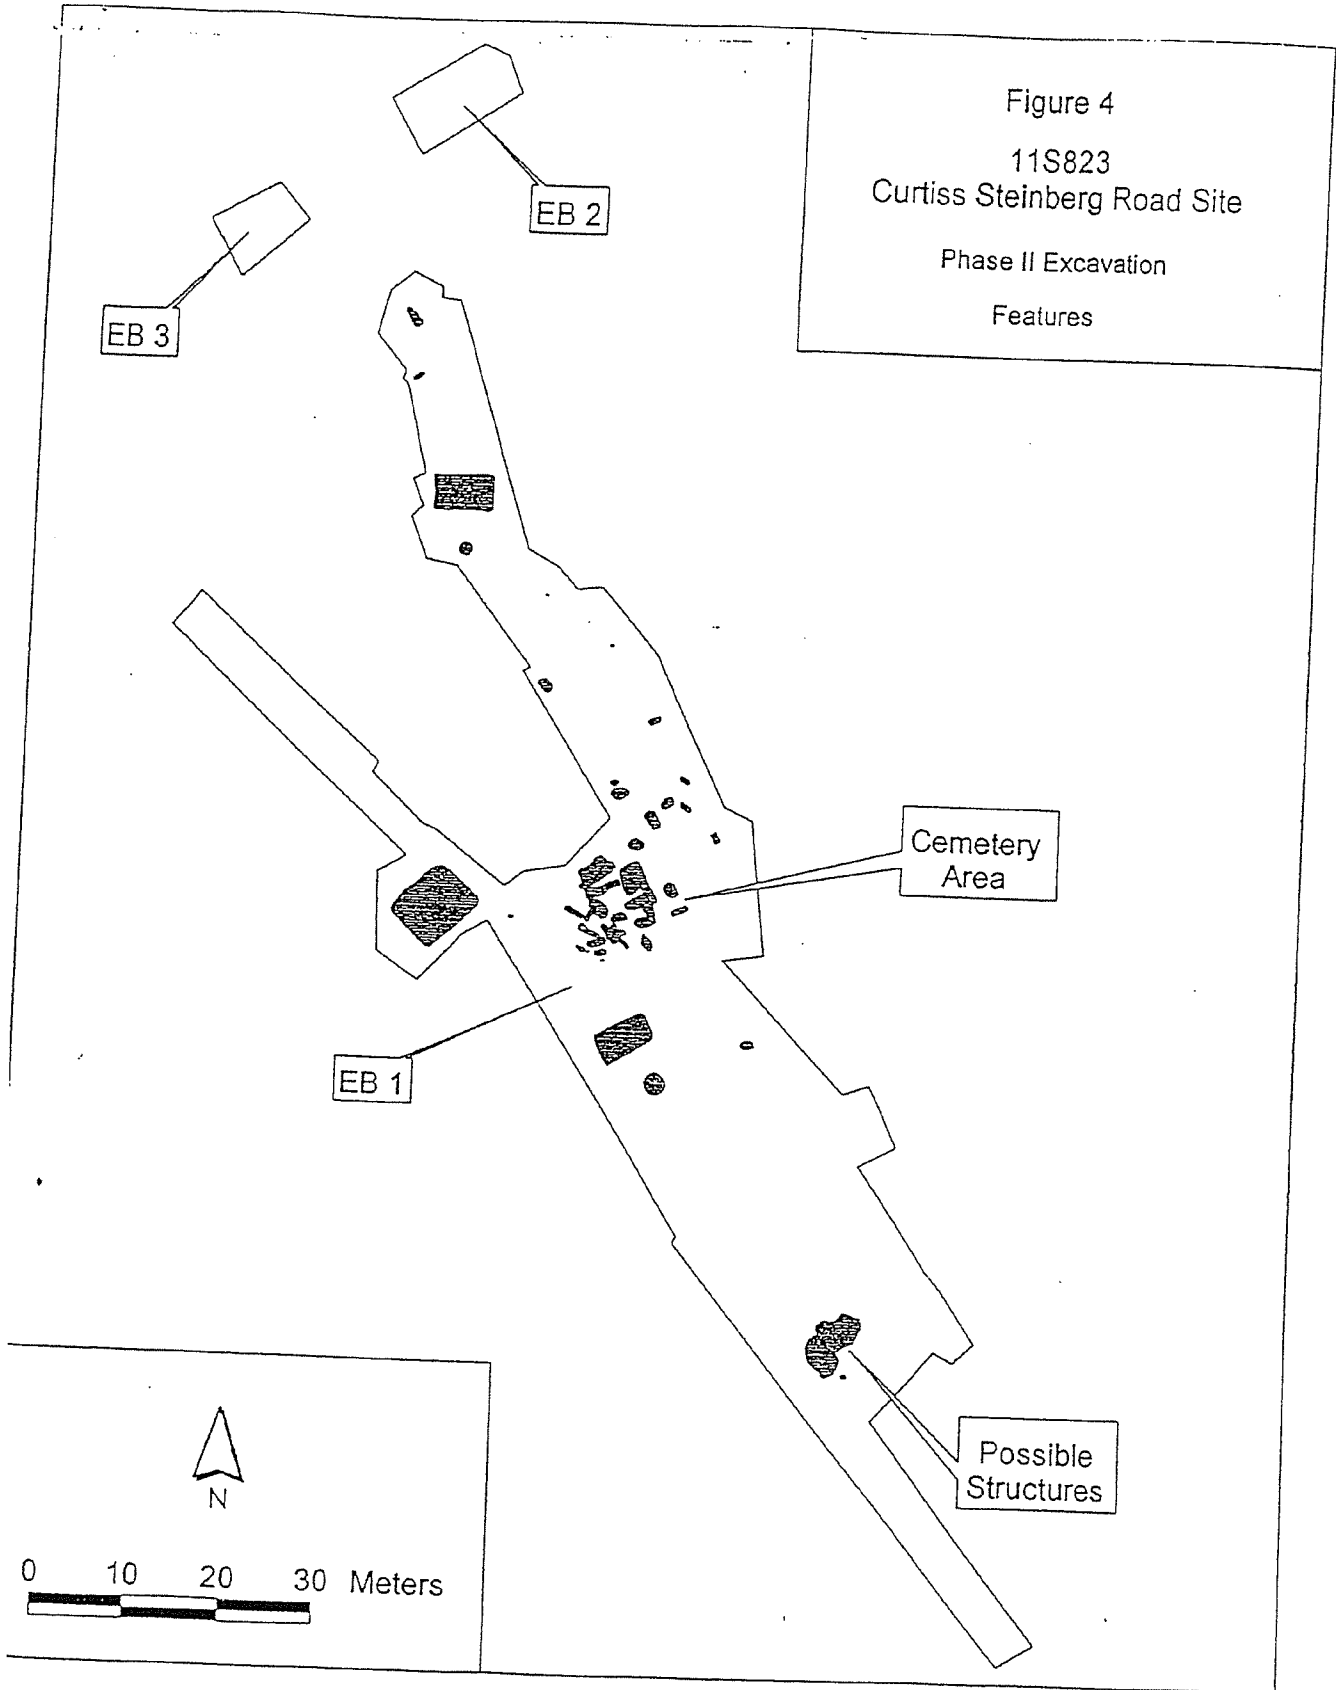 Figure 4
11S823
Curtiss Steinberg Road Site
Phase II Excavation
Features
EB 2
EB 3
Cemetery
Area
EB 1
Possible
Structures
N
0 10 20 30 Meters